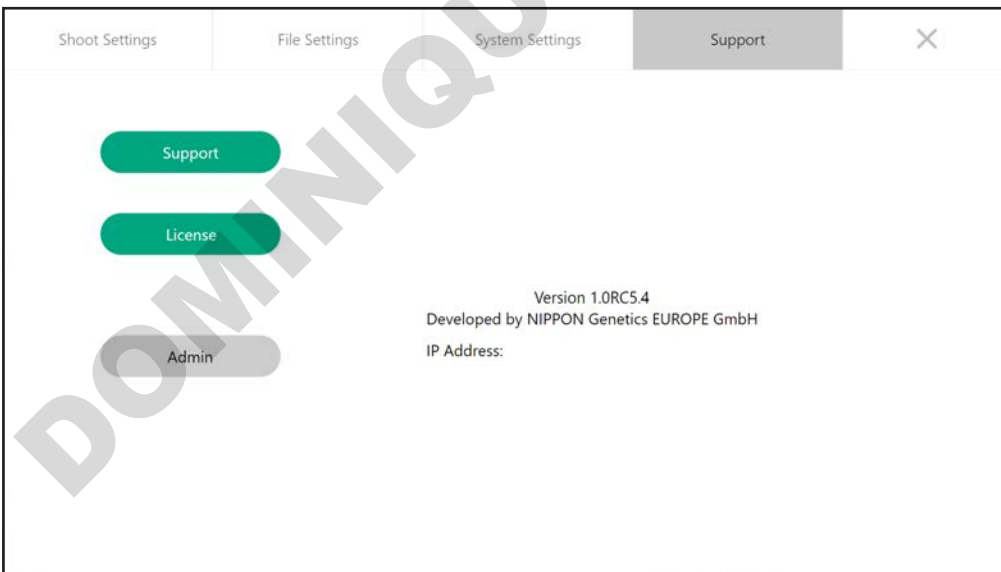 Shoot Settings
File Settings
System Settings
Support
Support
License
Version 1.0RC5.4
Developed by NIPPON Genetics EUROPE GmbH
IP Address:
Admin